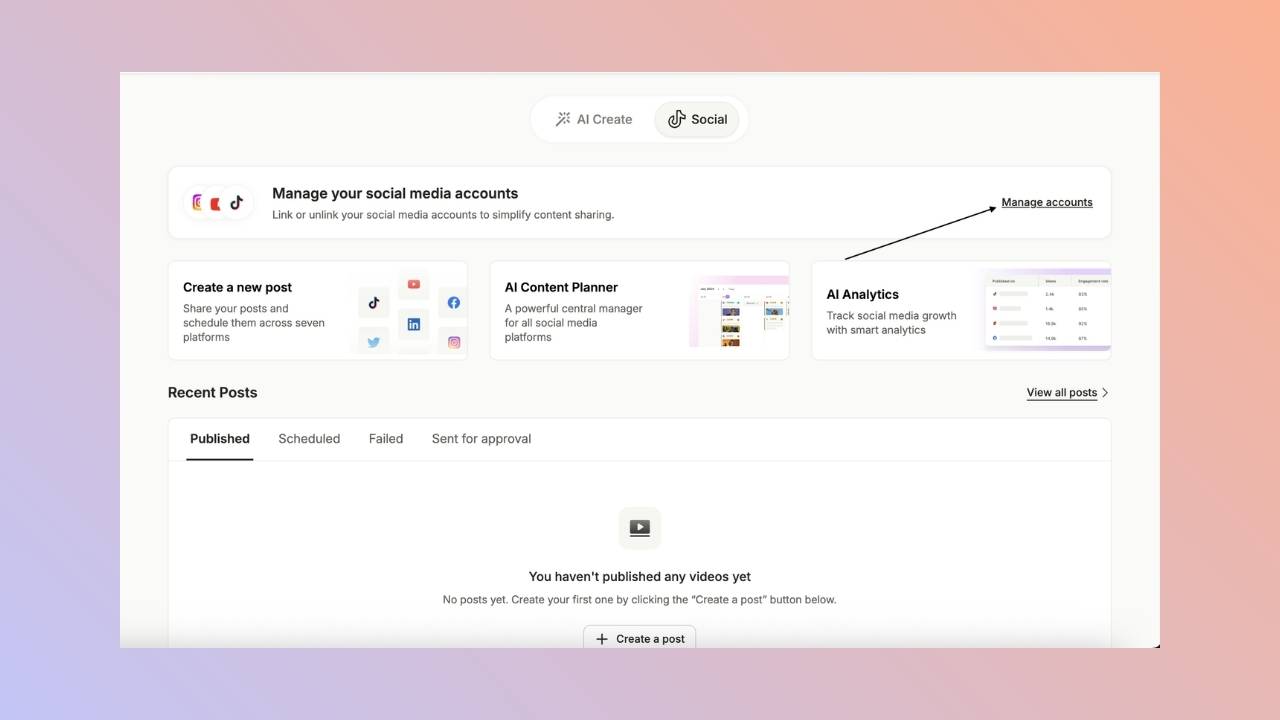 AI Create
Social
Manage your social media accounts
Link or unlink your social media accounts to simplify content sharing.
Manage accounts
Create a new post
Share your posts and
schedule them across seven
platforms
AI Content Planner
A powerful central manager
for all social media
platforms
AI Analytics
Track social media growth
with smart analytics
Published on
Recent Posts
View all posts
Published
Scheduled
Failed
Sent for approval
You haven't published any videos yet
No posts yet. Create your first one by clicking the “Create a post” button below.
Create a post